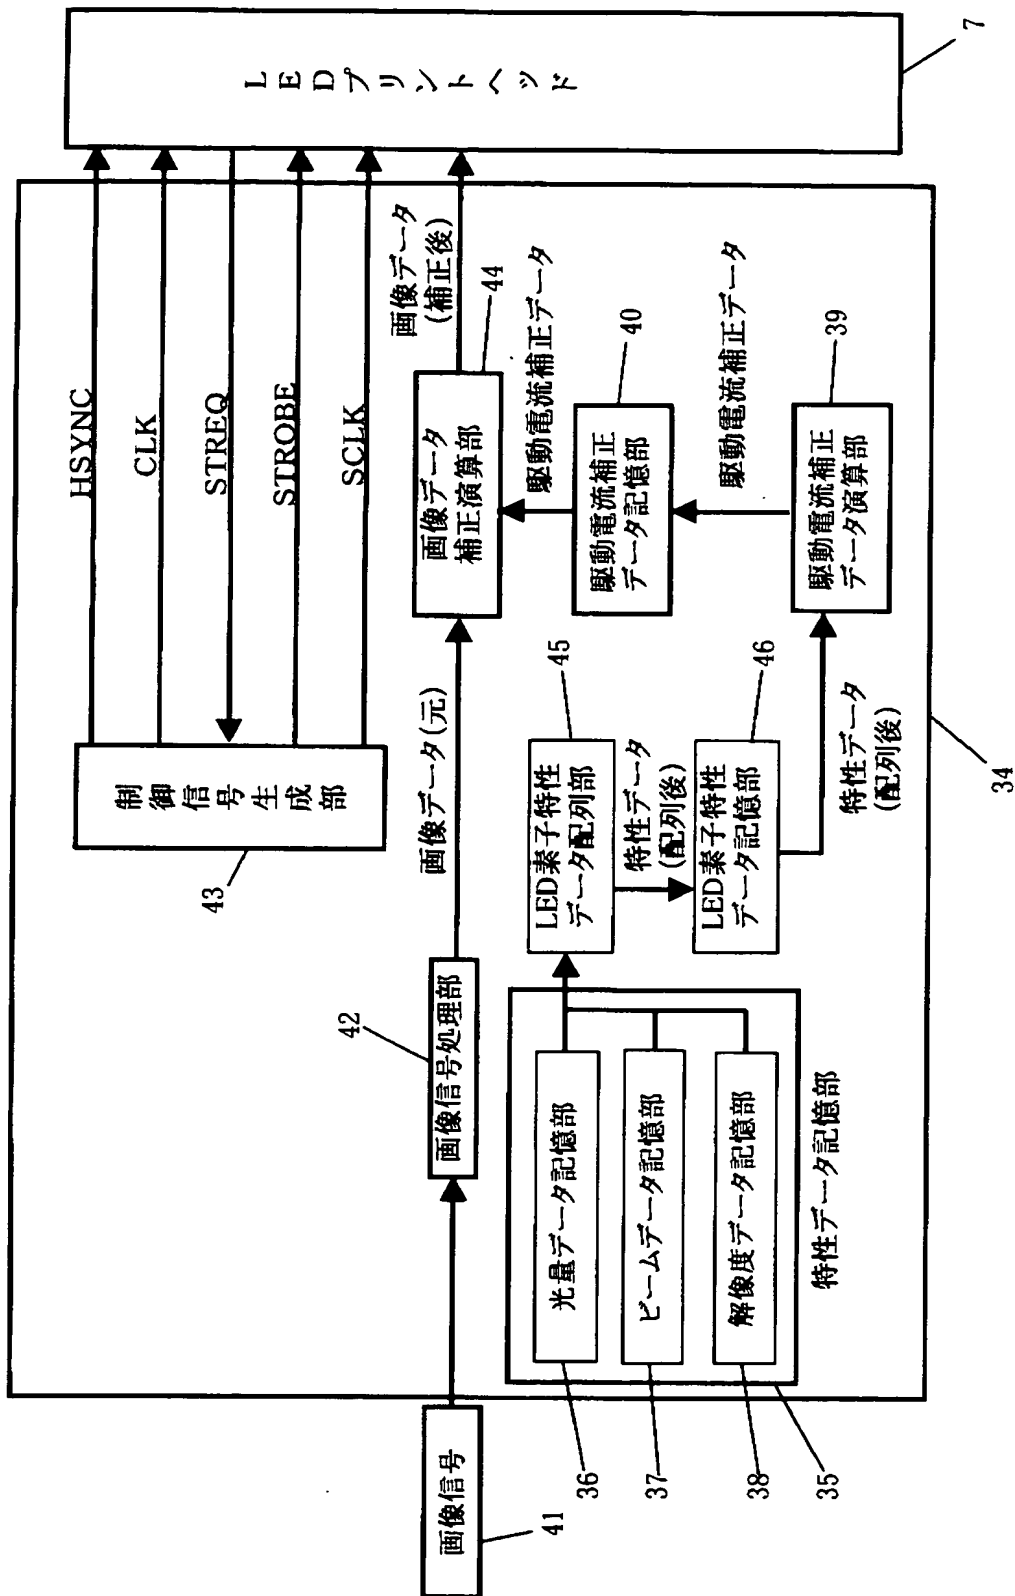 画像信号
41
画像信号処理部
42
画像データ(元)
画像データ
補正演算部
44
画像データ
(補正後)
制御信号生成部
43
HSYNC
CLK
STREQ
STROBE
SCLK
LEDプリントヘッド
7
光量データ記憶部
36
ビームデータ記憶部
37
解像度データ記憶部
38
35
特性データ記憶部
LED素子特性
データ配列部
45
特性データ
(配列後)
LED素子特性
データ記憶部
46
特性データ
(配列後)
駆動電流補正
データ演算部
39
駆動電流補正データ
駆動電流補正
データ記憶部
40
駆動電流補正データ
34